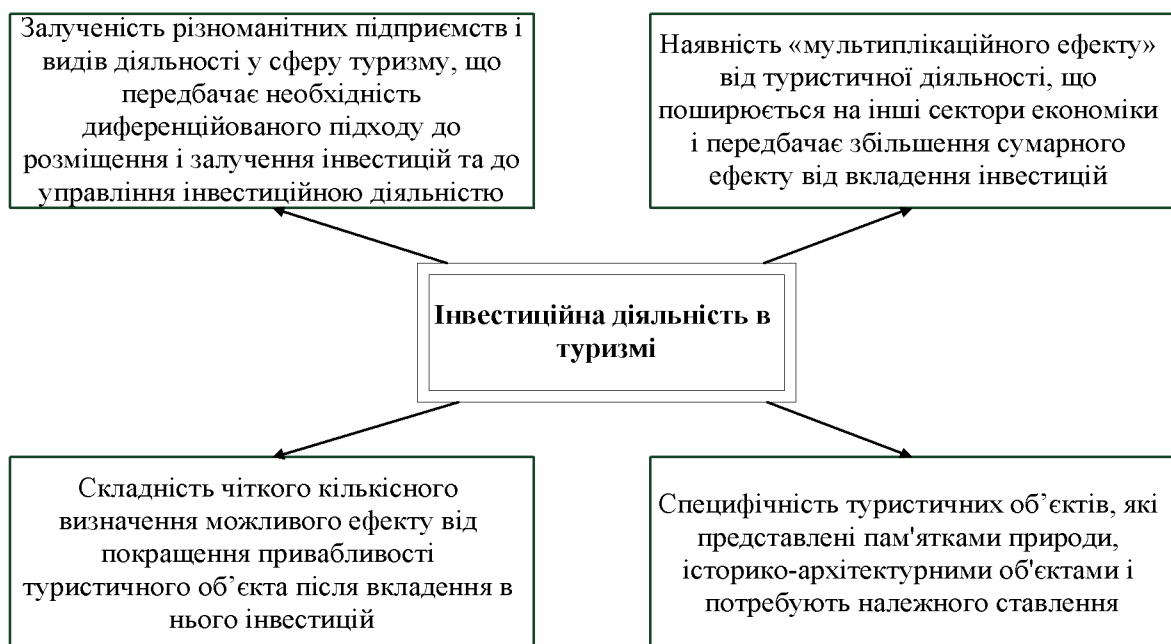 Залученість різноманітних підприємств і
видів діяльності у сферу туризму, що
передбачає необхідність
диференційованого підходу до
розміщення і залучення інвестицій та до
управління інвестиційною діяльністю
Наявність «мультиплікаційного ефекту»
від туристичної діяльності, що
поширюється на інші сектори економіки
і передбачає збільшення сумарного
ефекту від вкладення інвестицій
Інвестиційна діяльність в
туризмі
Складність чіткого кількісного
визначення можливого ефекту від
покращення привабливості
туристичного об’єкта після вкладення в
нього інвестицій
Специфічність туристичних об’єктів, які
представлені пам'ятками природи,
історико-архітектурними об'єктами і
потребують належного ставлення